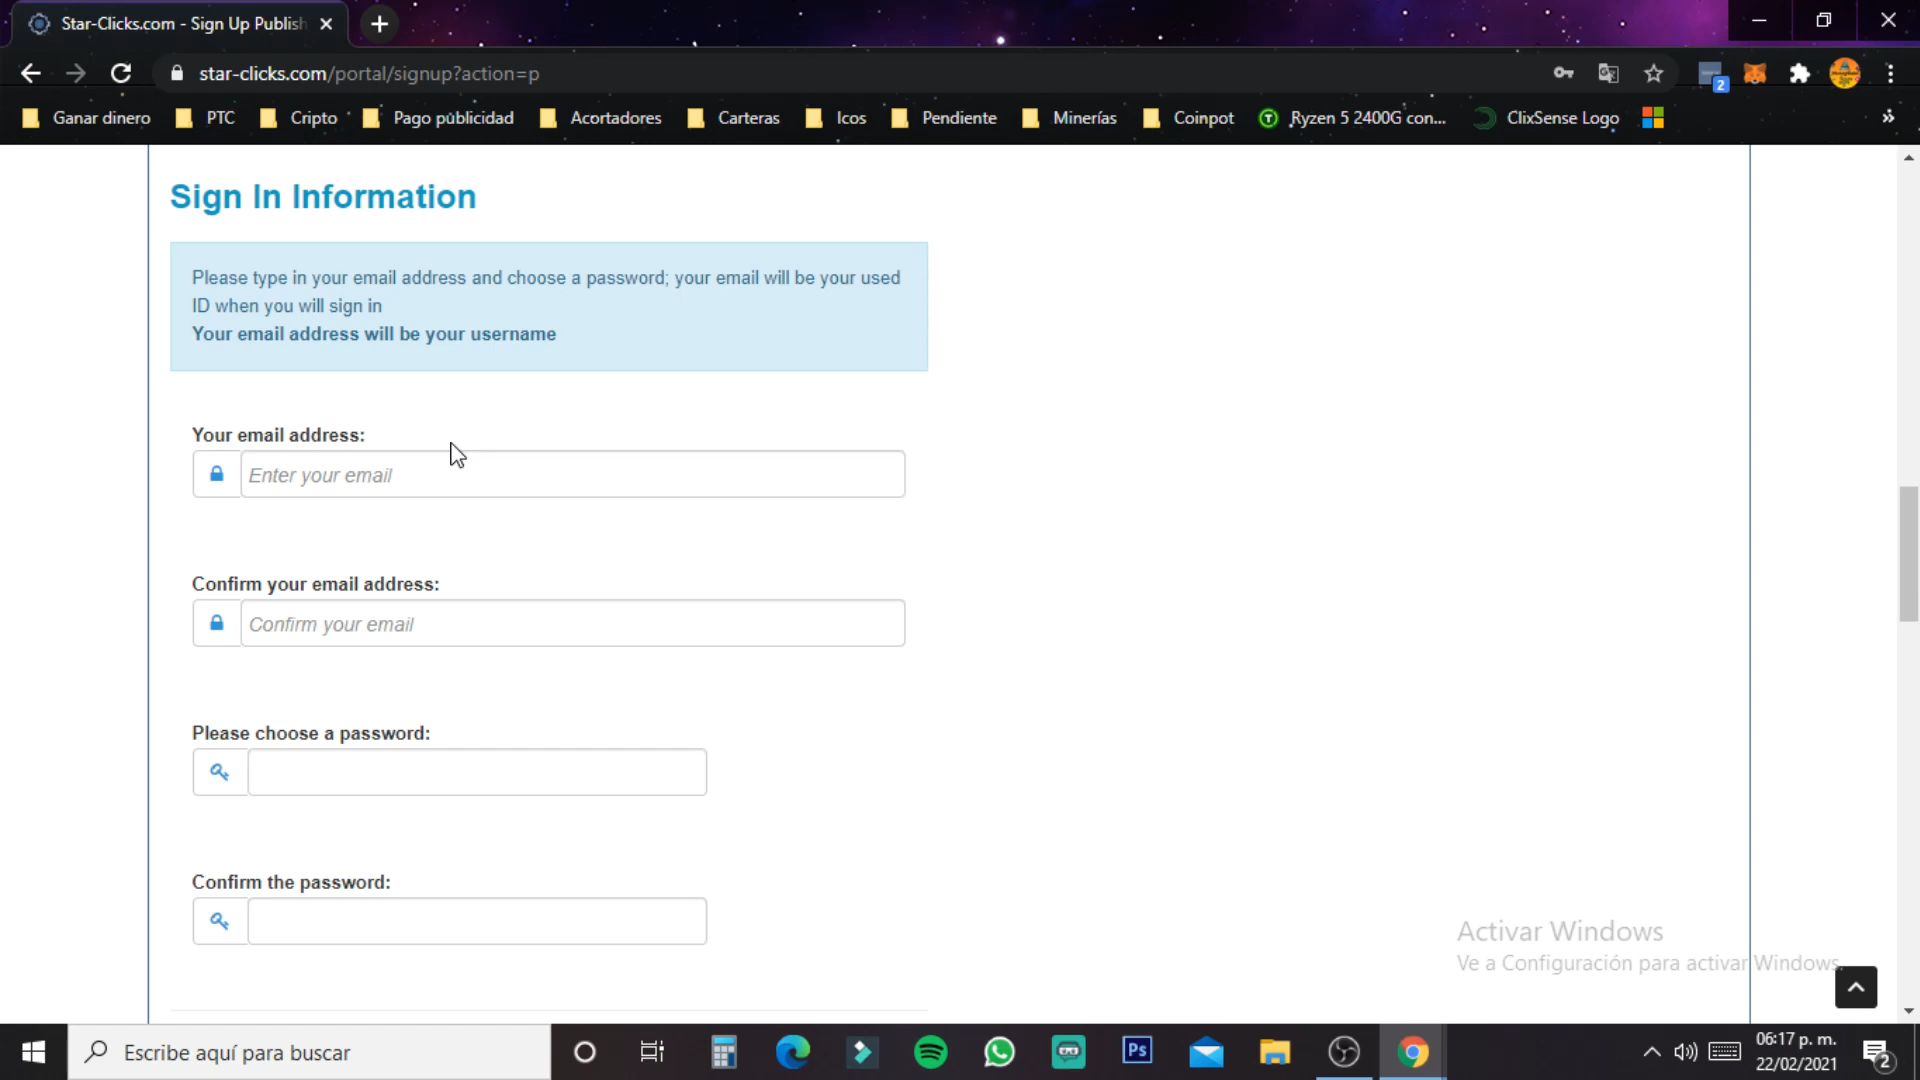 Star-Clicks.com - Sign Up Publish
star-clicks.com/portal/signup?action=p
2
Ganar dinero PTC Cripto Pago publicidad Acortadores Carteras Icos Pendiente Minerías Coinpot Ryzen 5 2400G con... ClixSense Logo
Sign In Information
Please type in your email address and choose a password; your email will be your used
ID when you will sign in
Your email address will be your username
Your email address:
Enter your email
Confirm your email address:
Confirm your email
Please choose a password:
Confirm the password:
Activar Windows
Ve a Configuración para activar Windows.
Escribe aquí para buscar
Ps
06:17 p. m.
22/02/2021
2